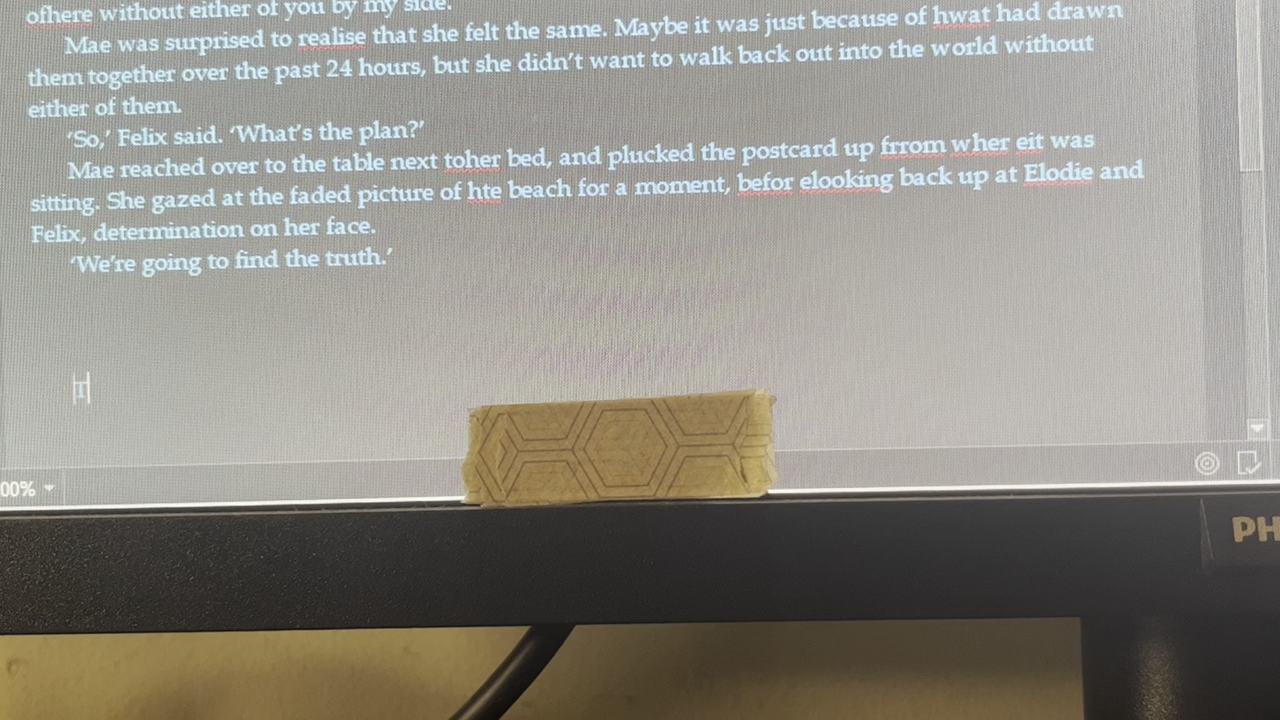 ofhere without either of you by my side.
Mae was surprised to realise that she felt the same. Maybe it was just because of hwat had drawn
them together over the past 24 hours, but she didn’t want to walk back out into the world without
either of them.
‘So,’ Felix said. ‘What’s the plan?’
Mae reached over to the table next toher bed, and plucked the postcard up frrom wher eit was
sitting. She gazed at the faded picture of hte beach for a moment, befor elooking back up at Elodie and
Felix, determination on her face.
‘We’re going to find the truth.’
T
00%
PH